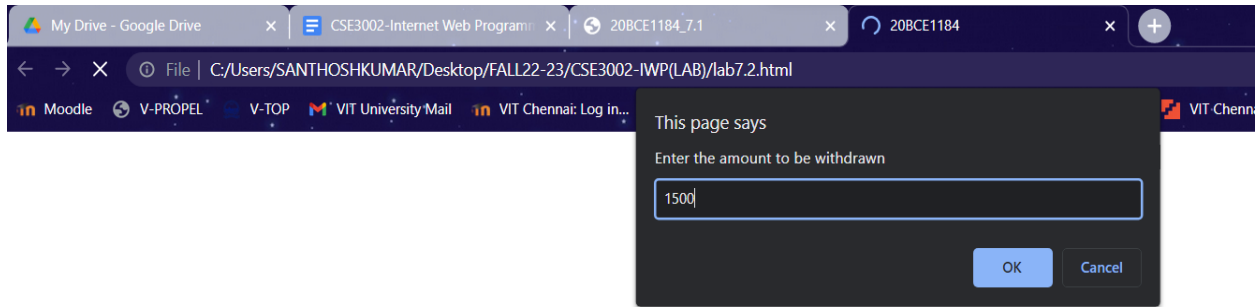 My Drive - Google Drive
CSE3002-Internet Web Programm
20BCE1184_7.1
20BCE1184
File | C:/Users/SANTHOSHKUMAR/Desktop/FALL22-23/CSE3002-IWP(LAB)/lab7.2.html
Moodle V-PROPEL V-TOP VIT University Mail VIT Chennai: Log in... VIT Chenna
This page says
Enter the amount to be withdrawn
1500
OK Cancel